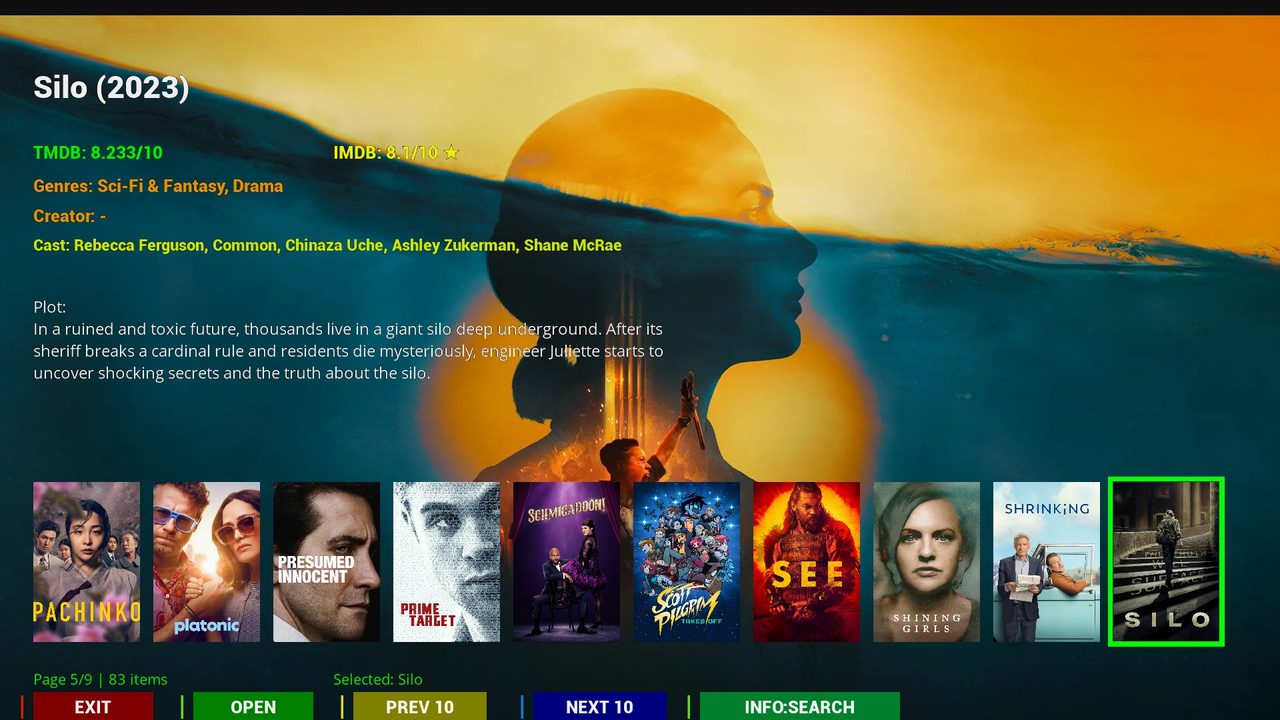 Silo (2023)
TMDB: 8.233/10
IMDB: 8.1/10 ★
Genres: Sci-Fi & Fantasy, Drama
Creator: -
Cast: Rebecca Ferguson, Common, Chinaza Uche, Ashley Zukerman, Shane McRae
Plot:
In a ruined and toxic future, thousands live in a giant silo deep underground. After its
sheriff breaks a cardinal rule and residents die mysteriously, engineer Juliette starts to
uncover shocking secrets and the truth about the silo.
PACHINKO
platonic
PRESUMED
INNOCENT
PRIME
TARGET
SCHMIGADOON!
SCOTT
PILGRIM
TAKES OFF
SEE
SHINING
GIRLS
SHRINKING
SILO
Page 5/9 | 83 items
Selected: Silo
EXIT
OPEN
PREV 10
NEXT 10
INFO:SEARCH